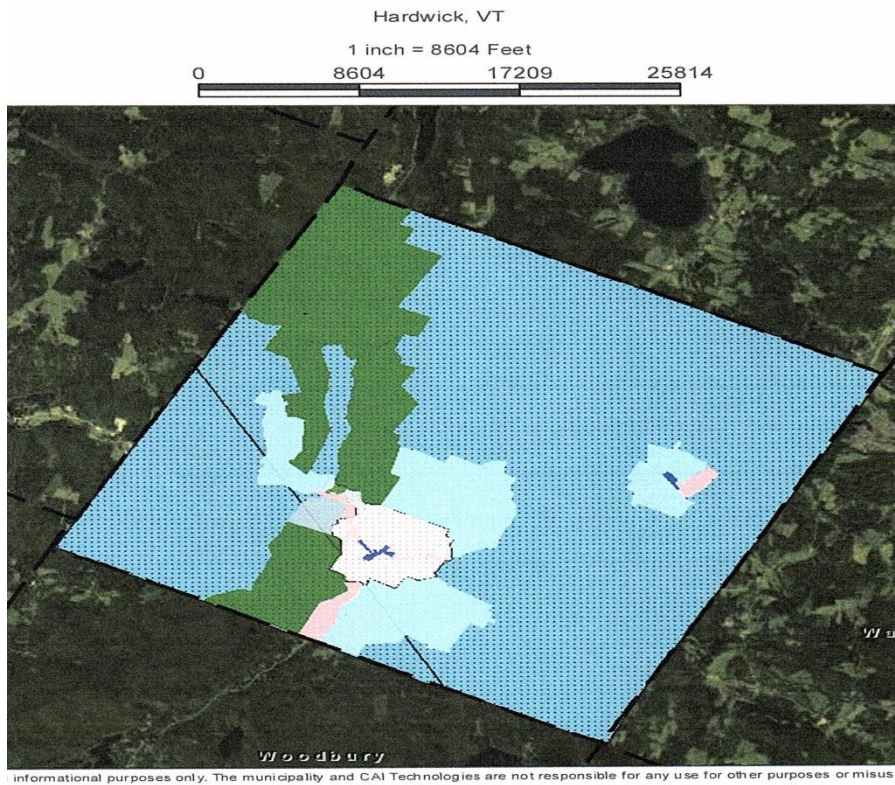 Hardwick, VT
1 inch = 8604 Feet
0 8604 17209 25814
Wa
Woodbury
informational purposes only. The municipality and CAI Technologies are not responsible for any use for other purposes or misus